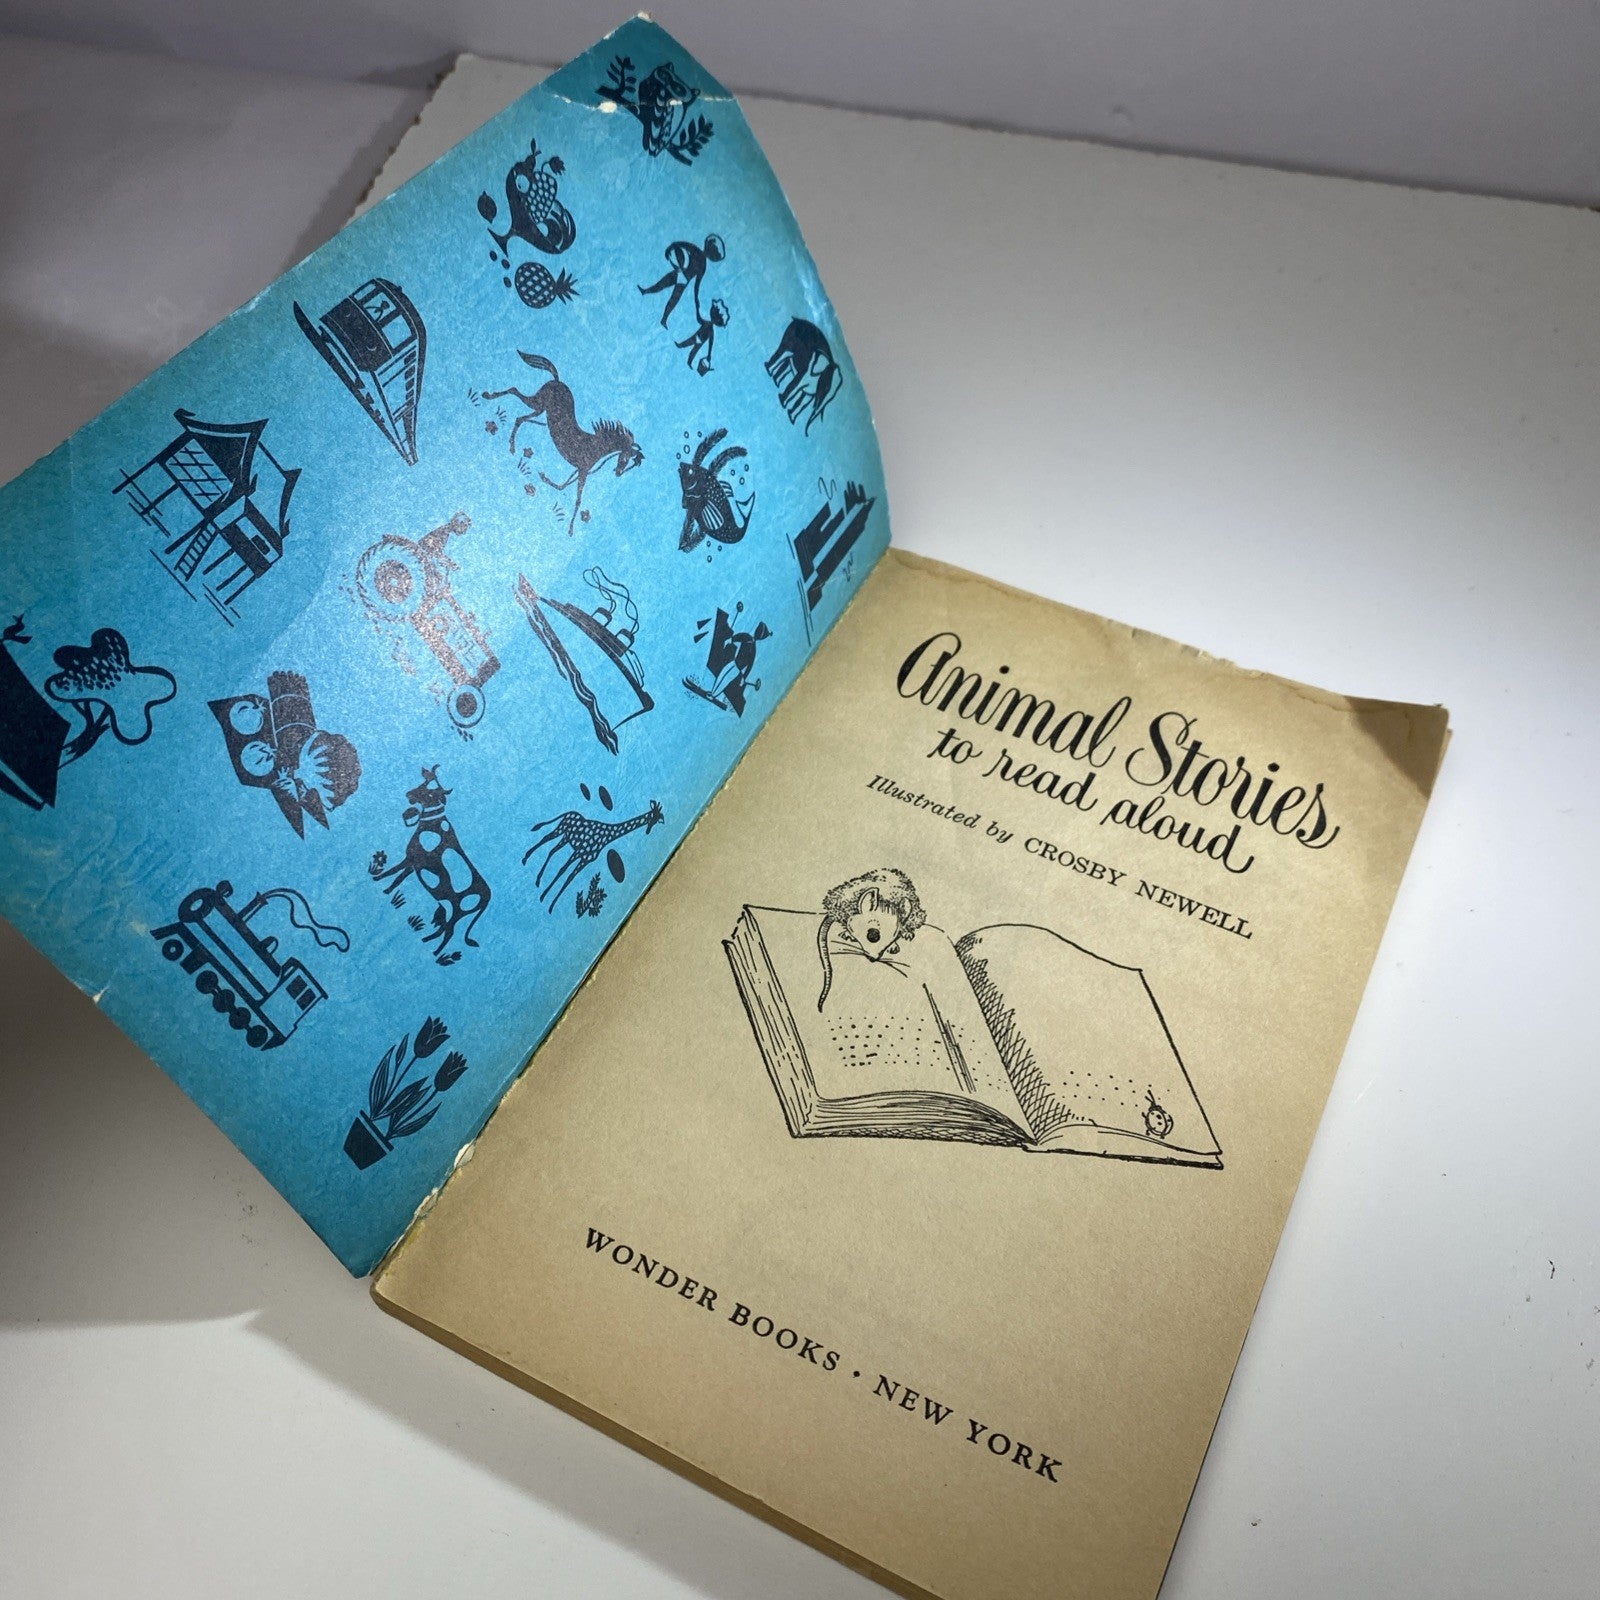 Animal Stories
to read aloud
Illustrated by CROSBY NEWELL
WONDER BOOKS • NEW YORK